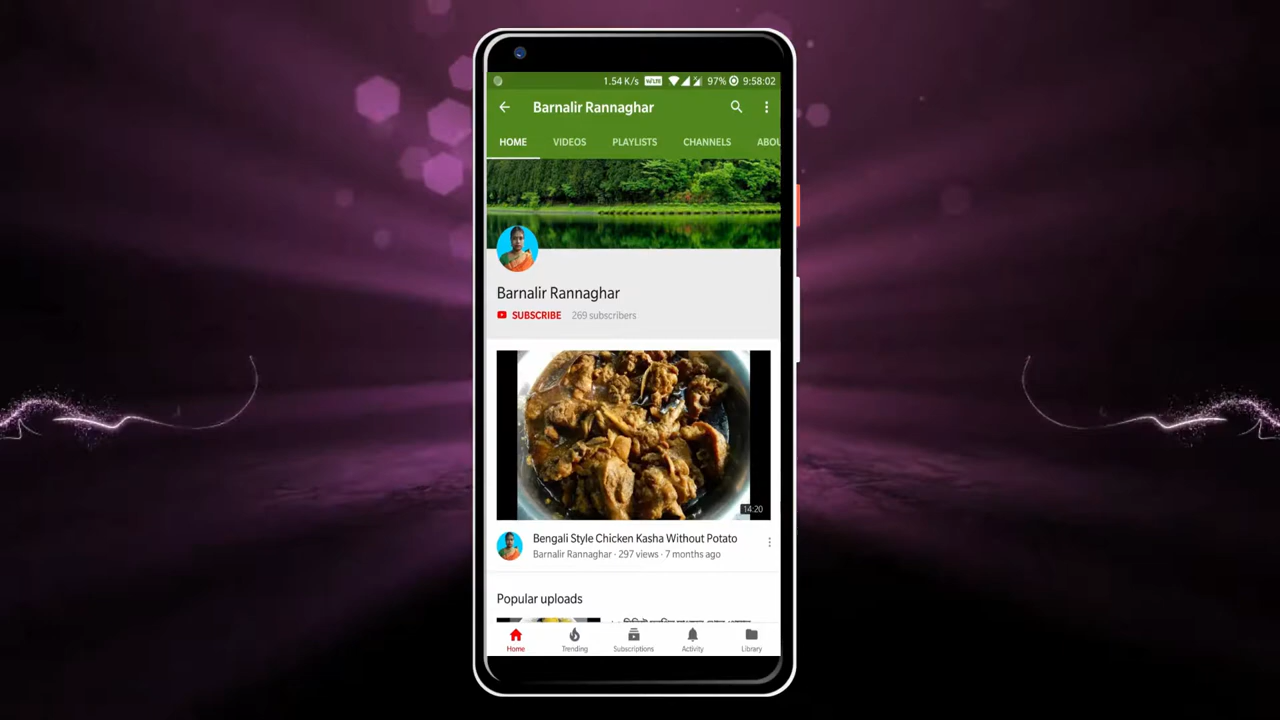 1.54 K/s VoLTE 97% 9:58:02
Barnalir Rannaghar
HOME VIDEOS PLAYLISTS CHANNELS ABOU
Barnalir Rannaghar
SUBSCRIBE 269 subscribers
14:20
Bengali Style Chicken Kasha Without Potato
Barnalir Rannaghar · 297 views · 7 months ago
Popular uploads
Home Trending Subscriptions Activity Library